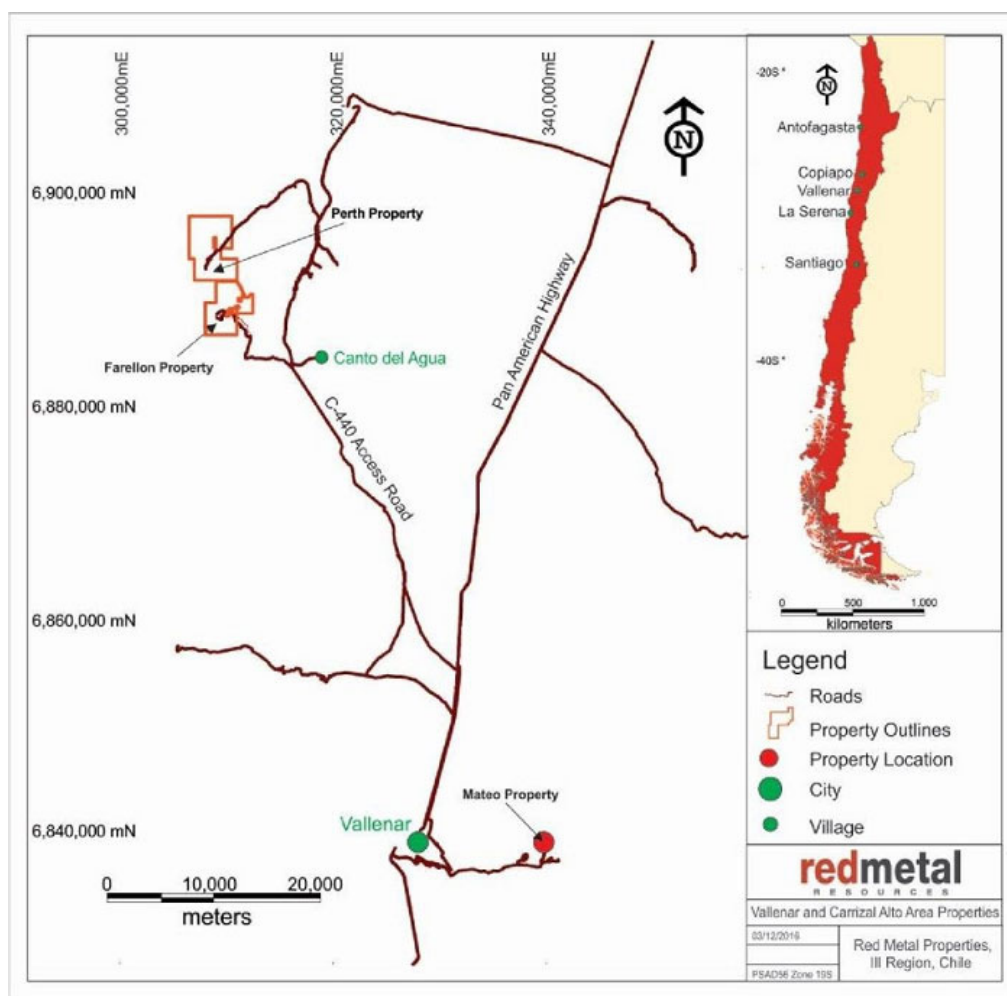 300,000mE
320,000mE
340,000mE
N
6,900,000 mN
Perth Property
Farellon Property
Canto del Agua
6,880,000 mN
C-440 Access Road
Pan American Highway
6,860,000 mN
6,840,000 mN
Vallenar
Mateo Property
0 10,000 20,000
meters
-20S°
N
Antofagasta
Copiapo
Vallenar
La Serena
Santiago
-40S°
0 500 1,000
kilometers
Legend
Roads
Property Outlines
Property Location
City
Village
redmetal
RESOURCES
Vallenar and Carrizal Alto Area Properties
03/12/2016
Red Metal Properties,
III Region, Chile
PSAD56 Zone 19S